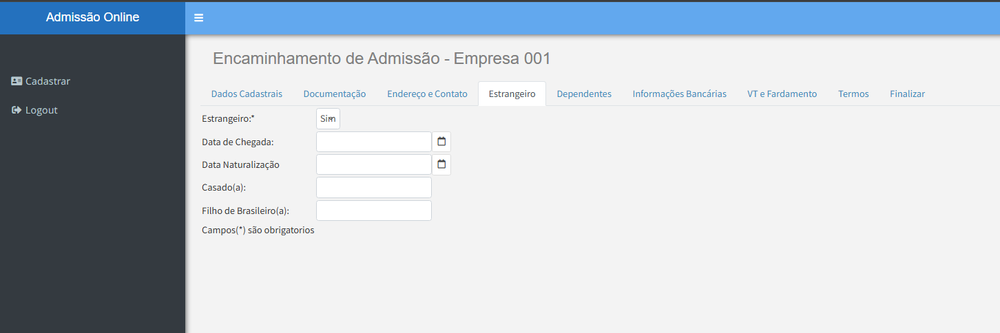 Admissão Online
Cadastrar
Logout
Encaminhamento de Admissão - Empresa 001
Dados Cadastrais Documentação Endereço e Contato Estrangeiro Dependentes Informações Bancárias VT e Fardamento Termos Finalizar
Estrangeiro:* Sim
Data de Chegada:
Data Naturalização
Casado(a):
Filho de Brasileiro(a):
Campos(*) são obrigatorios